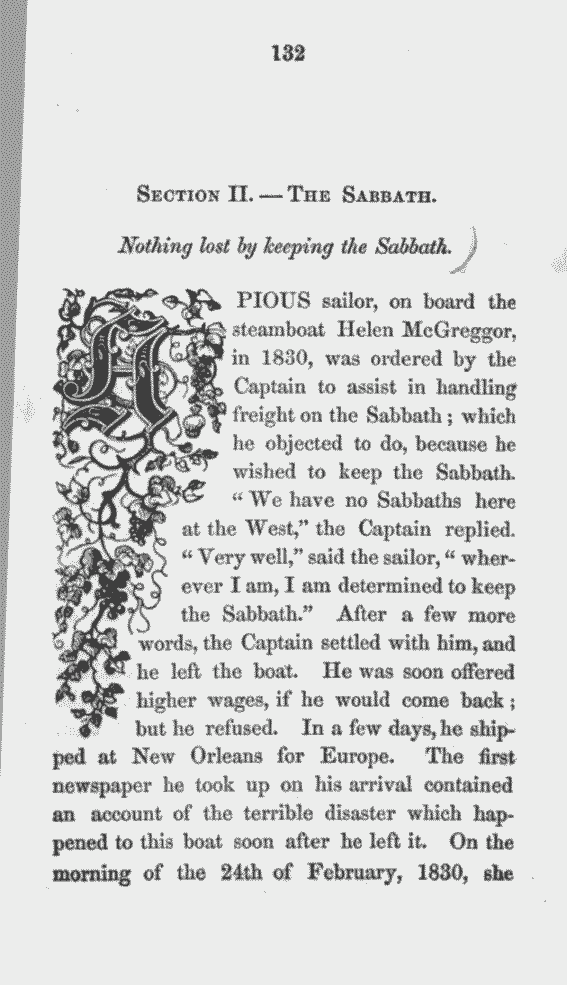 132
SECTION II. — THE SABBATH.
Nothing lost by keeping the Sabbath.
A PIOUS sailor, on board the
steamboat Helen McGreggor,
in 1830, was ordered by the
Captain to assist in handling
freight on the Sabbath; which
he objected to do, because he
wished to keep the Sabbath.
“We have no Sabbaths here
at the West,” the Captain replied.
“Very well,” said the sailor, “wher-
ever I am, I am determined to keep
the Sabbath.” After a few more
words, the Captain settled with him, and
he left the boat. He was soon offered
higher wages, if he would come back;
but he refused. In a few days, he ship-
ped at New Orleans for Europe. The first
newspaper he took up on his arrival contained
an account of the terrible disaster which hap-
pened to this boat soon after he left it. On the
morning of the 24th of February, 1830, she